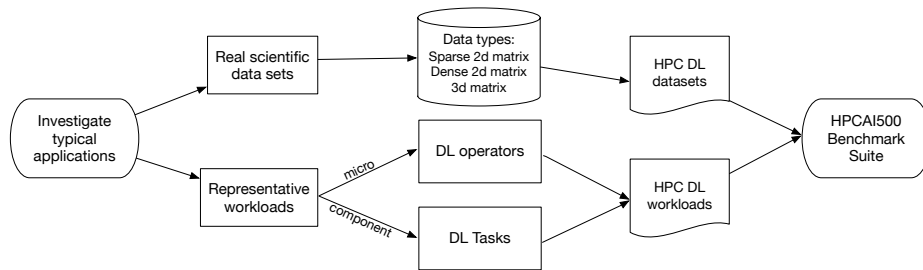 Investigate
typical
applications
Real scientific
data sets
Data types:
Sparse 2d matrix
Dense 2d matrix
3d matrix
HPC DL
datasets
Representative
workloads
micro
component
DL operators
DL Tasks
HPC DL
workloads
HPCAI500
Benchmark
Suite